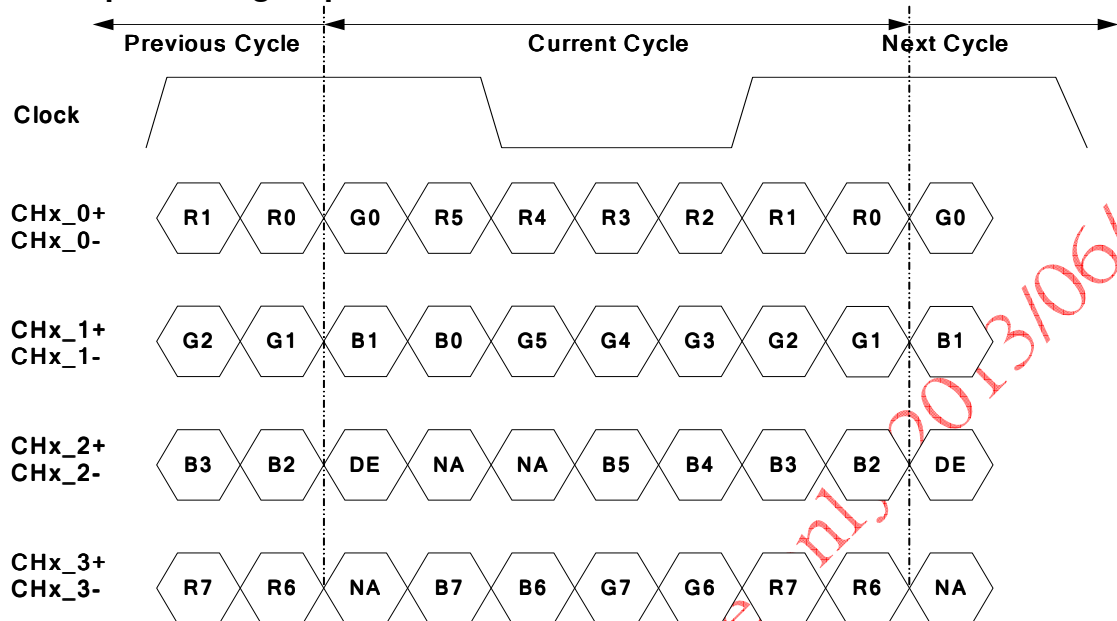 Previous Cycle Current Cycle Next Cycle
Clock
CHx_0+
CHx_0-
R1 R0 G0 R5 R4 R3 R2 R1 R0 G0
CHx_1+
CHx_1-
G2 G1 B1 B0 G5 G4 G3 G2 G1 B1
CHx_2+
CHx_2-
B3 B2 DE NA NA B5 B4 B3 B2 DE
CHx_3+
CHx_3-
R7 R6 NA B7 B6 G7 G6 R7 R6 NA
2013/06/